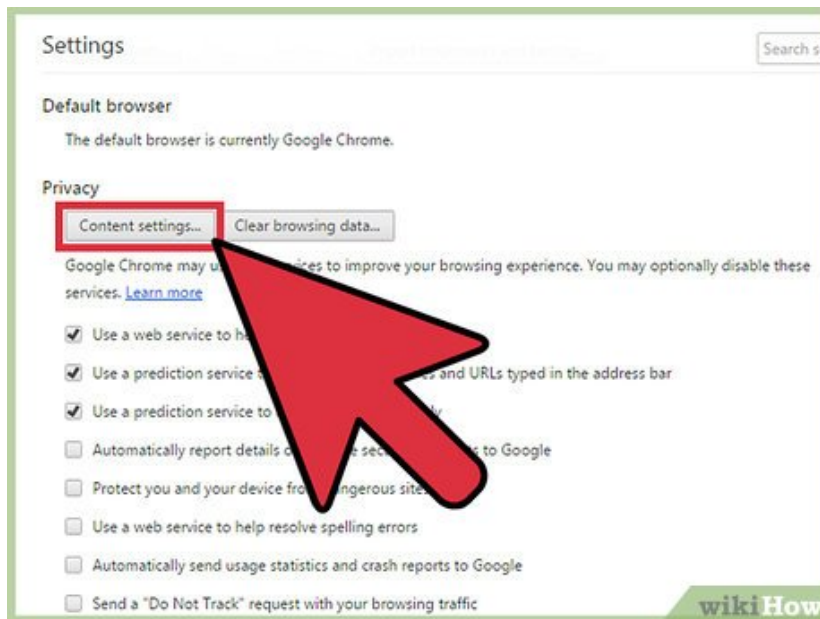 Settings
Search s
Default browser
The default browser is currently Google Chrome.
Privacy
Content settings... Clear browsing data...
Google Chrome may to improve your browsing experience. You may optionally disable these
services. Learn more
Use a web service to
Use a prediction service and URLs typed in the address bar
Use a prediction service to
Automatically report details to Google
Protect you and your device from dangerous sites
Use a web service to help resolve spelling errors
Automatically send usage statistics and crash reports to Google
Send a "Do Not Track" request with your browsing traffic
wikiHow